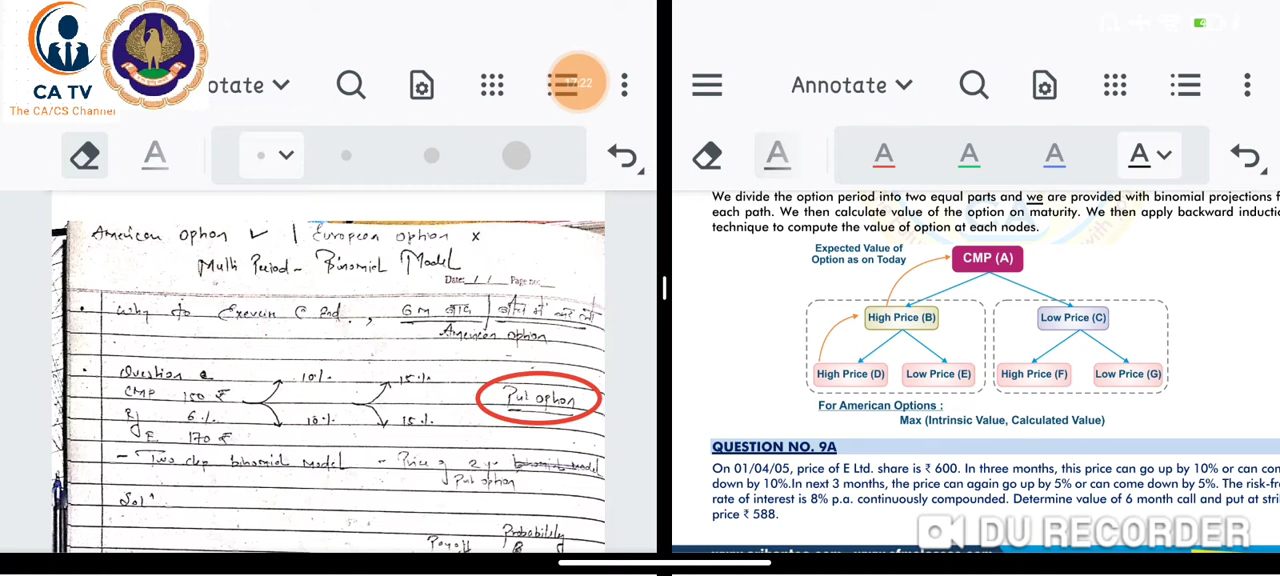 CA TV
The CA/CS Channel
otate
17:22
American option ✓ | European option x
Multi Period - Binomial Model
Date: / / Page no:
Why to Exercise @ 2nd, 6m बाद
American option
Question
10%. 15%.
CMP 150 ₹
Put option
Rf 6%
10%. 15%.
E 170 ₹
- Two step binomial model - Price of 2 yr
Put option
Sol^n
Probability
Payoff
Annotate
We divide the option period into two equal parts and we are provided with binomial projections f
each path. We then calculate value of the option on maturity. We then apply backward inducti
technique to compute the value of option at each nodes.
Expected Value of
Option as on Today
CMP (A)
High Price (B)
Low Price (C)
High Price (D)
Low Price (E)
High Price (F)
Low Price (G)
For American Options :
Max (Intrinsic Value, Calculated Value)
QUESTION NO. 9A
On 01/04/05, price of E Ltd. share is ₹ 600. In three months, this price can go up by 10% or can com
down by 10%.In next 3 months, the price can again go up by 5% or can come down by 5%. The risk-fr
rate of interest is 8% p.a. continuously compounded. Determine value of 6 month call and put at stri
price ₹ 588.
DU RECORDER